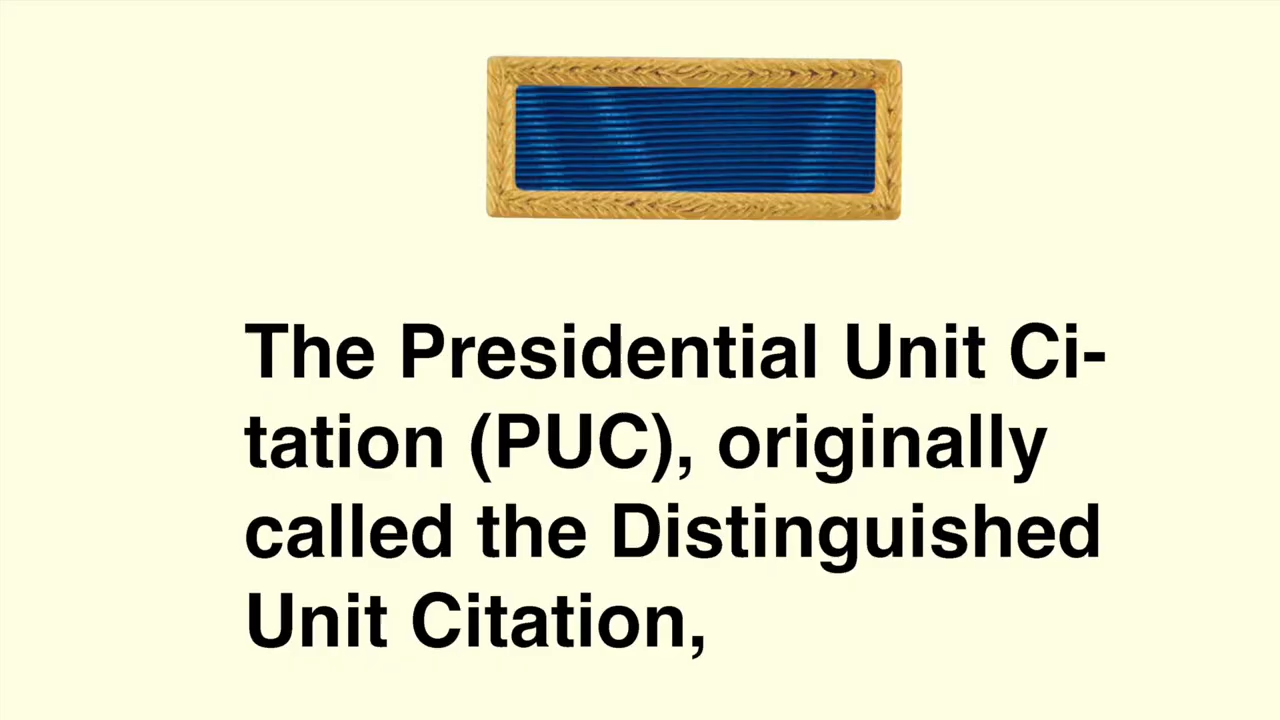 The Presidential Unit Ci-
tation (PUC), originally
called the Distinguished
Unit Citation,